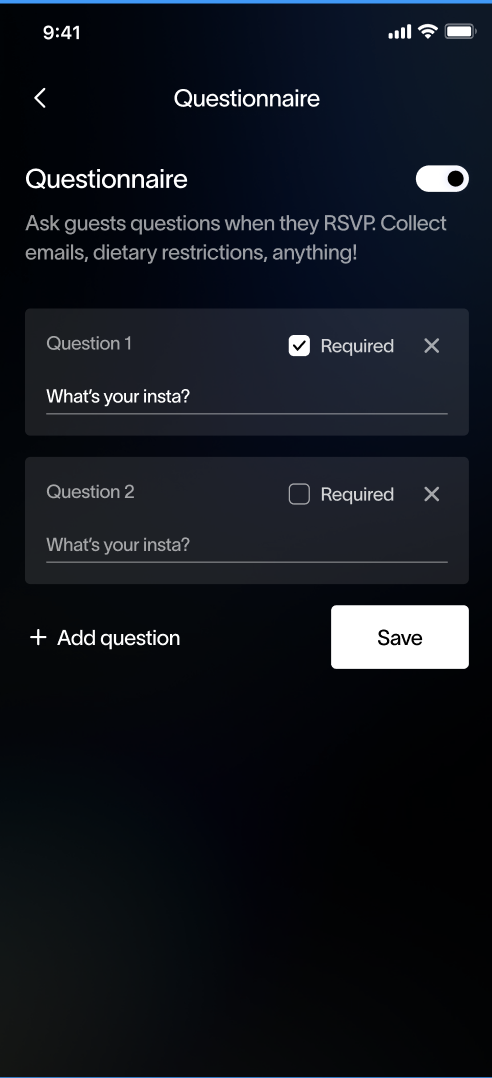 9:41
Questionnaire
Questionnaire
Ask guests questions when they RSVP. Collect
emails, dietary restrictions, anything!
Question 1 Required
What's your insta?
Question 2 Required
What's your insta?
Add question Save